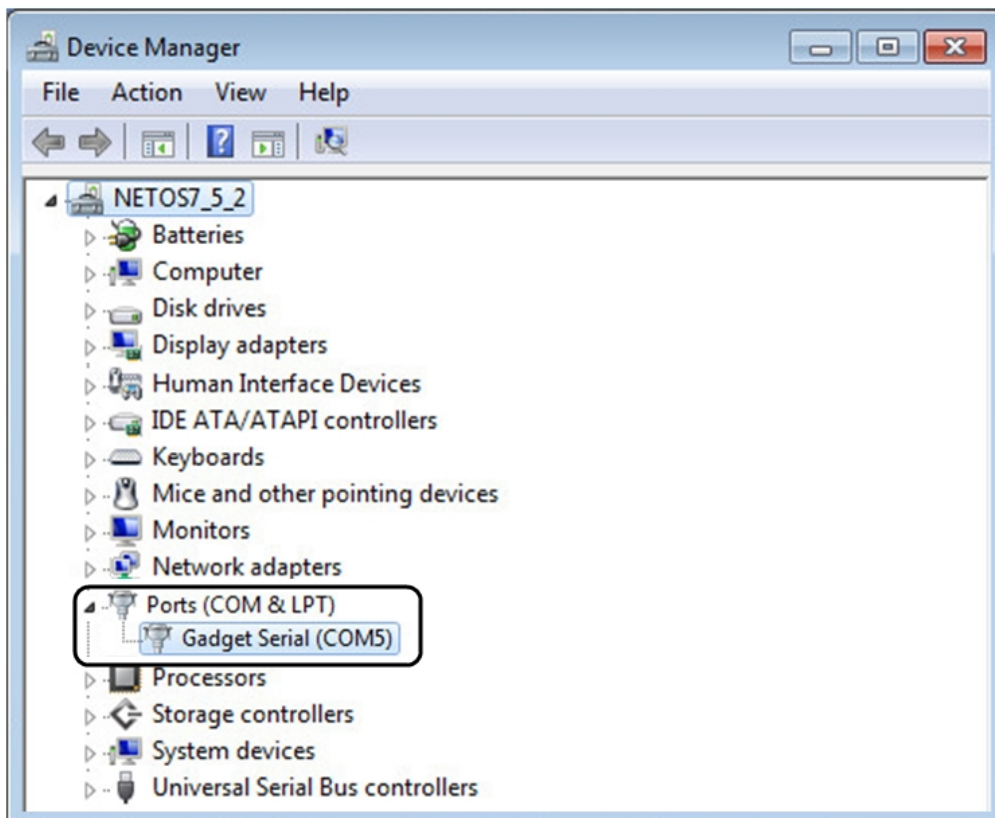 Device Manager
File Action View Help
NETOS7_5_2
Batteries
Computer
Disk drives
Display adapters
Human Interface Devices
IDE ATA/ATAPI controllers
Keyboards
Mice and other pointing devices
Monitors
Network adapters
Ports (COM & LPT)
Gadget Serial (COM5)
Processors
Storage controllers
System devices
Universal Serial Bus controllers